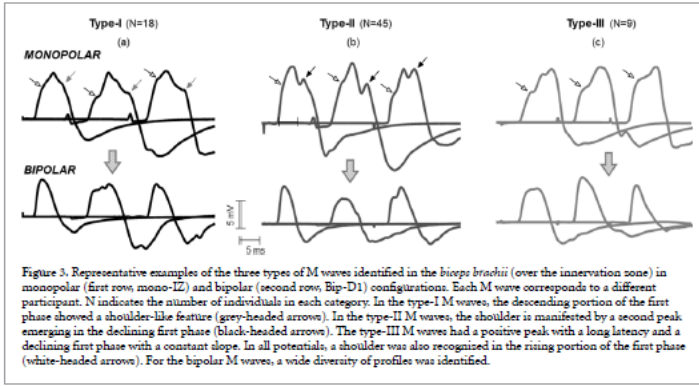 Type-I (N=18) Type-II (N=45) Type-III (N=9)
(a) (b) (c)
MONOPOLAR
BIPOLAR
5 mV
5 ms
Figure 3. Representative examples of the three types of M waves identified in the biceps brachii (over the innervation zone) in
monopolar (first row, mono-IZ) and bipolar (second row, Bip-D1) configurations. Each M wave corresponds to a different
participant. N indicates the number of individuals in each category. In the type-I M waves, the descending portion of the first
phase showed a shoulder-like feature (grey-headed arrows). In the type-II M waves, the shoulder is manifested by a second peak
emerging in the declining first phase (black-headed arrows). The type-III M waves had a positive peak with a long latency and a
declining first phase with a constant slope. In all potentials, a shoulder was also recognised in the rising portion of the first phase
(white-headed arrows). For the bipolar M waves, a wide diversity of profiles was identified.